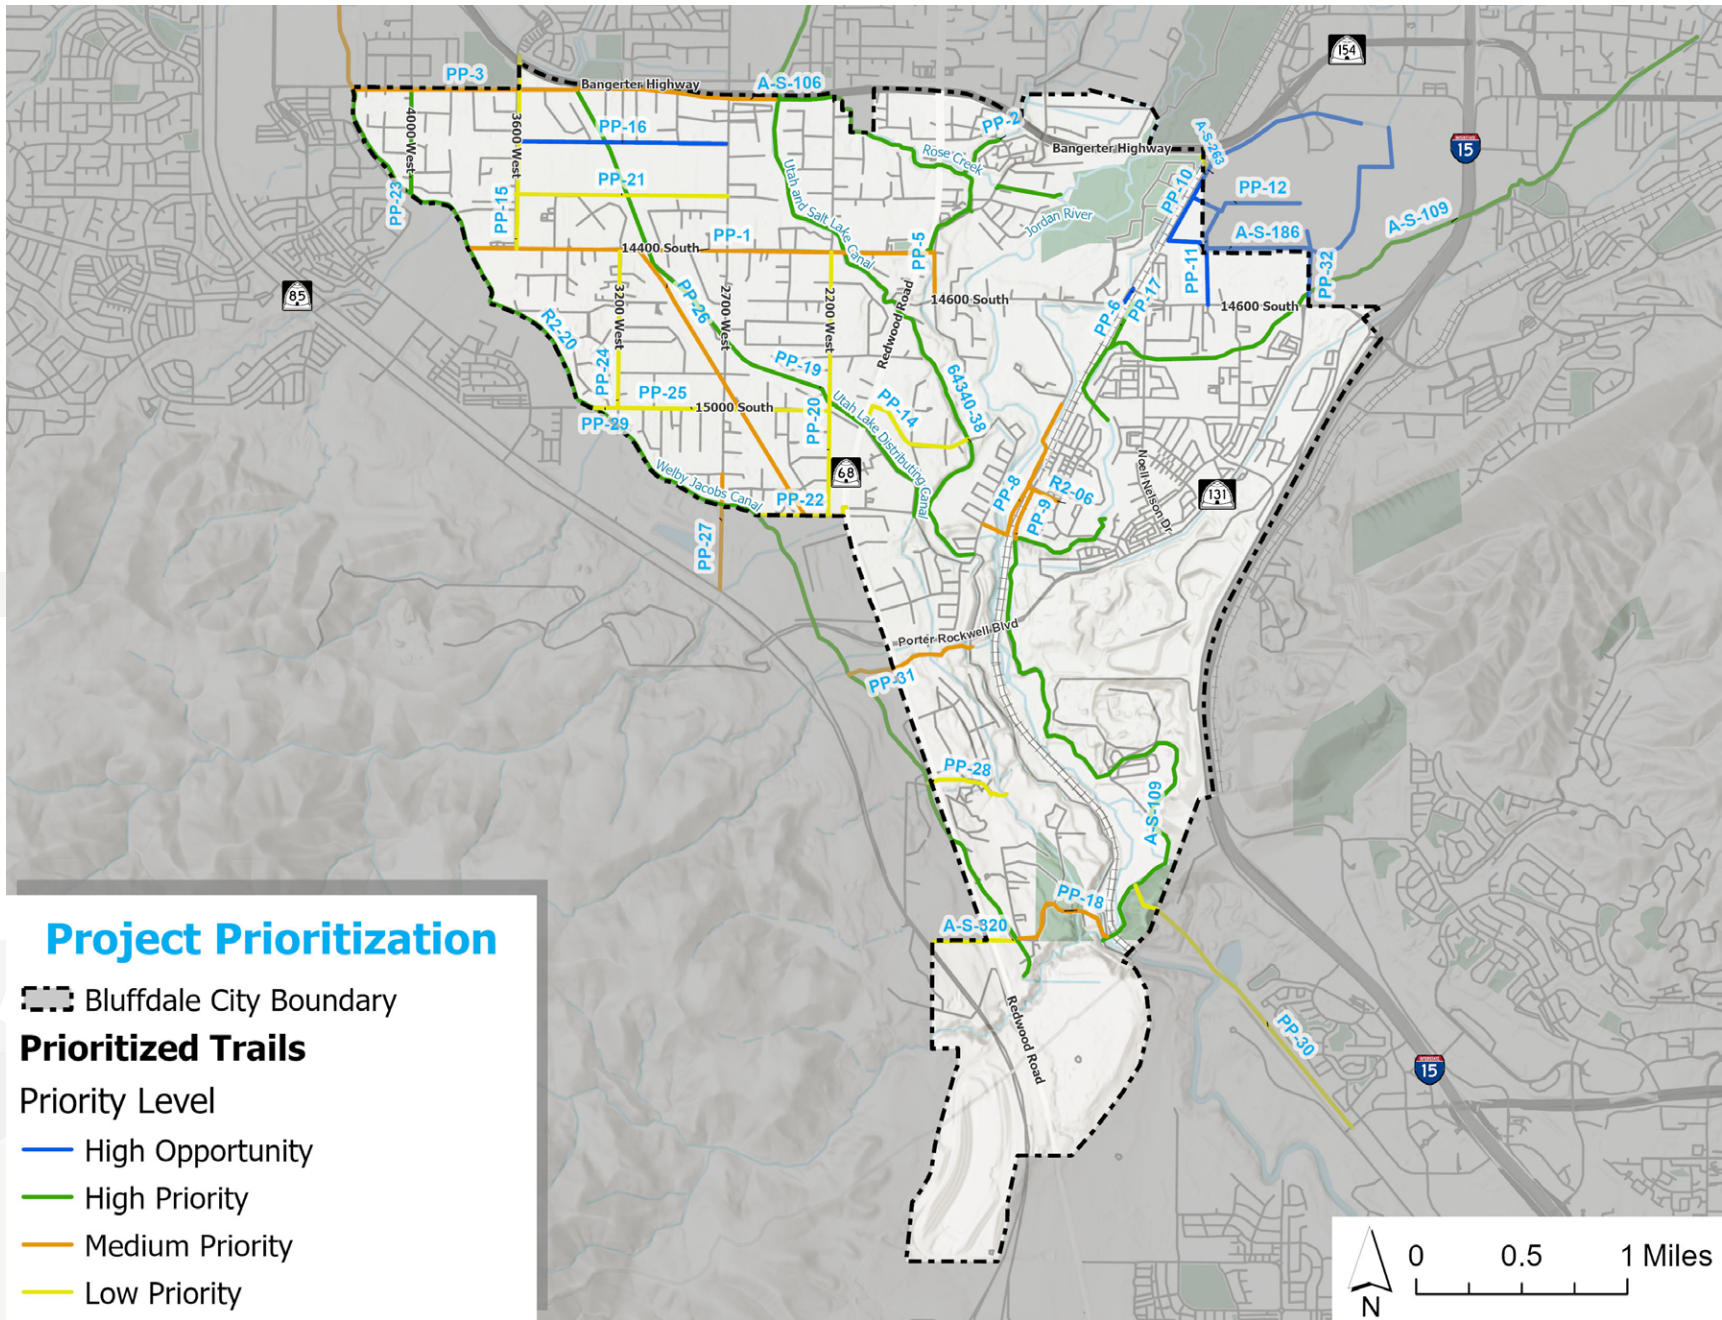 154
PP-3
Bangerter Highway
A-S-106
PP-2
PP-16
4000 West
3600 West
Rose Creek
Bangerter Highway
A-S-263
INTERSTATE
15
PP-21
PP-23
PP-15
Utah and Salt Lake Canal
PP-10
PP-12
Jordan River
A-S-109
14400 South
PP-1
PP-5
A-S-186
PP-11
PP-32
85
3200 West
PP-26
2700 West
2200 West
Redwood Road
14600 South
PP-6
PP-17
14600 South
R2-20
PP-24
PP-19
64340-38
PP-25
15000 South
PP-20
PP-14
PP-29
Utah Lake Distributing Canal
Welby Jacobs Canal
PP-22
68
PP-8
R2-06
PP-9
Noell Nelson Dr
131
PP-27
Porter Rockwell Blvd
PP-31
PP-28
A-S-109
PP-18
A-S-320
Redwood Road
PP-30
INTERSTATE
15
Project Prioritization
Bluffdale City Boundary
Prioritized Trails
Priority Level
High Opportunity
High Priority
Medium Priority
Low Priority
N
0 0.5 1 Miles